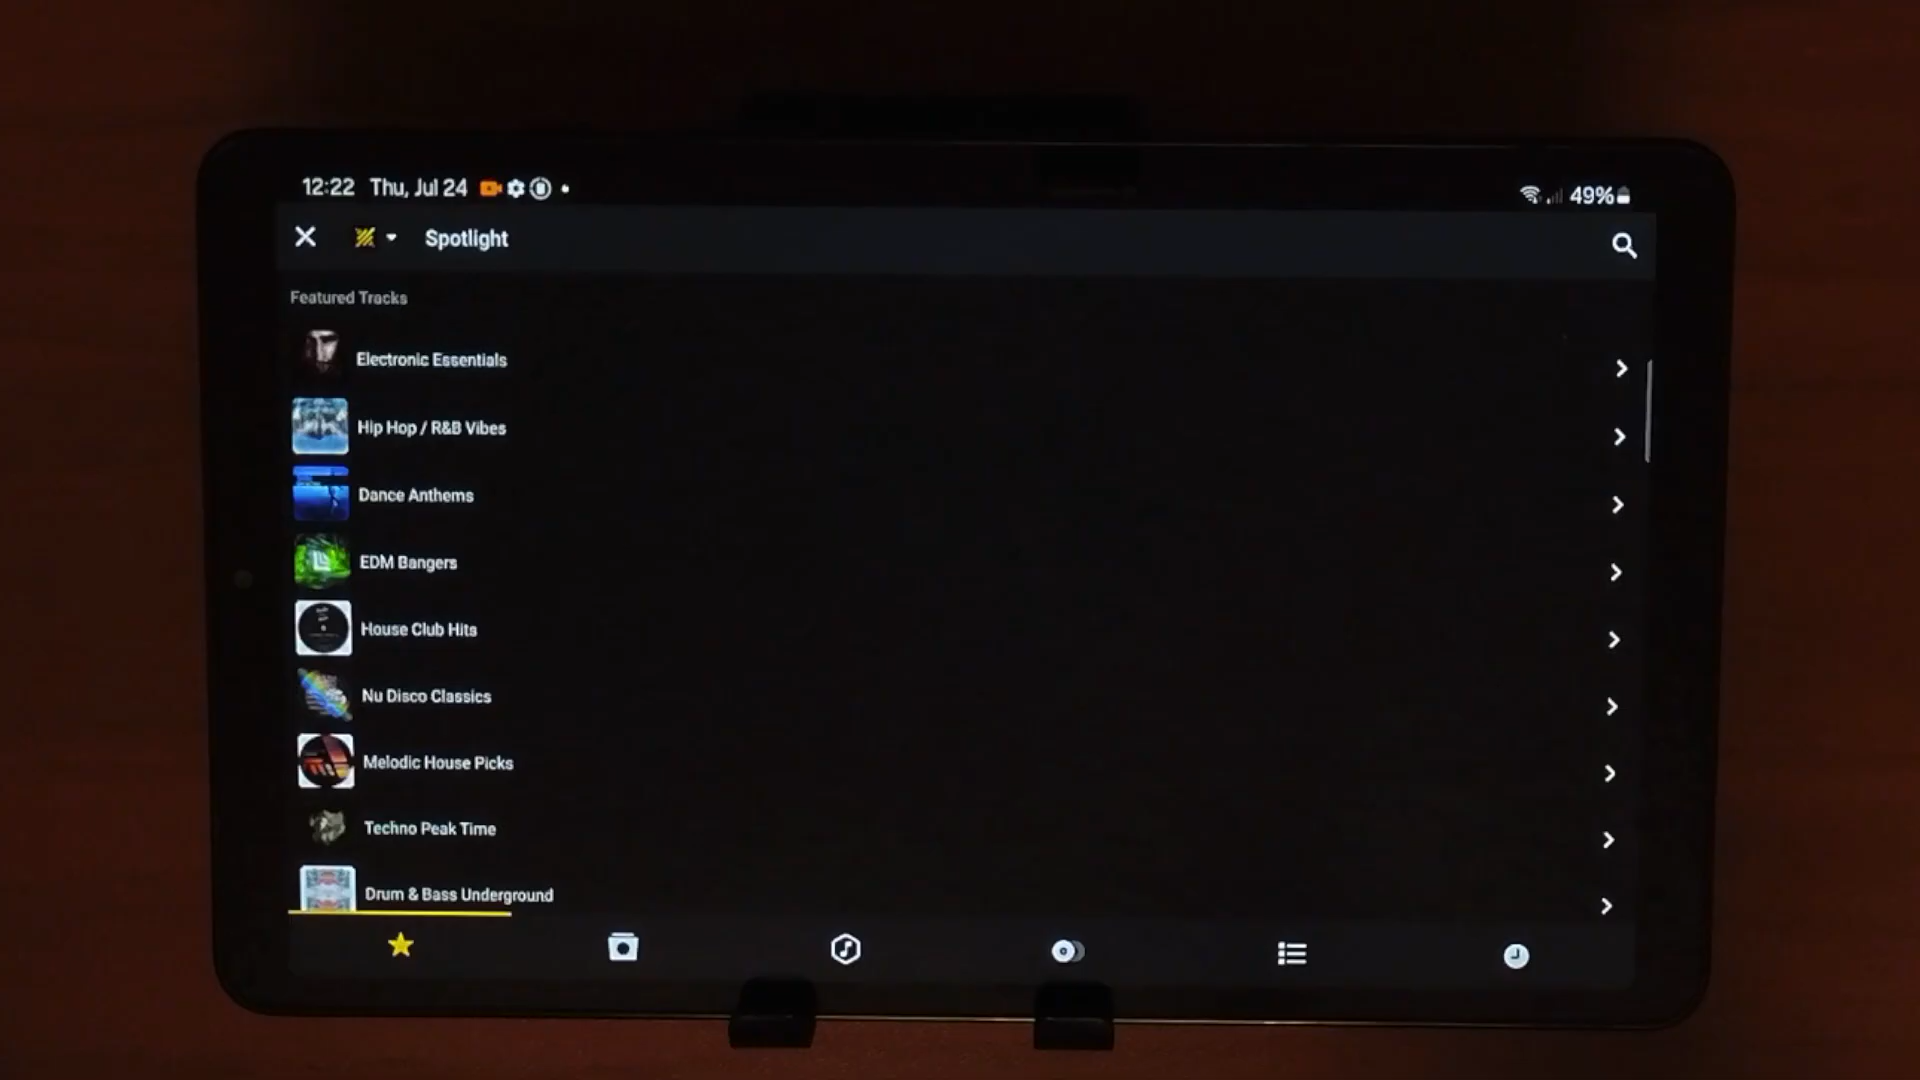 12:22 Thu, Jul 24
49%
Spotlight
Featured Tracks
Electronic Essentials
Hip Hop / R&B Vibes
Dance Anthems
EDM Bangers
House Club Hits
Nu Disco Classics
Melodic House Picks
Techno Peak Time
Drum & Bass Underground